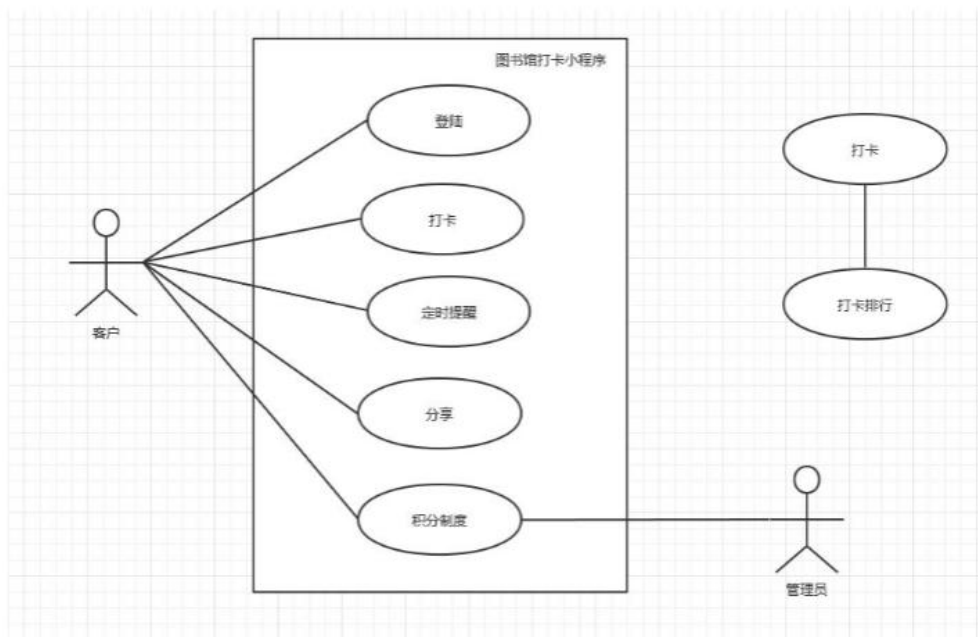 图书馆打卡小程序
登陆
打卡
定时提醒
分享
积分制度
客户
打卡
打卡排行
管理员